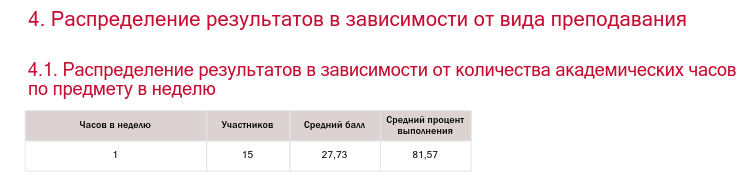 4. Распределение результатов в зависимости от вида преподавания
4.1. Распределение результатов в зависимости от количества академических часов
по предмету в неделю
Часов в неделю Участников Средний балл Средний процент выполнения
1 15 27,73 81,57